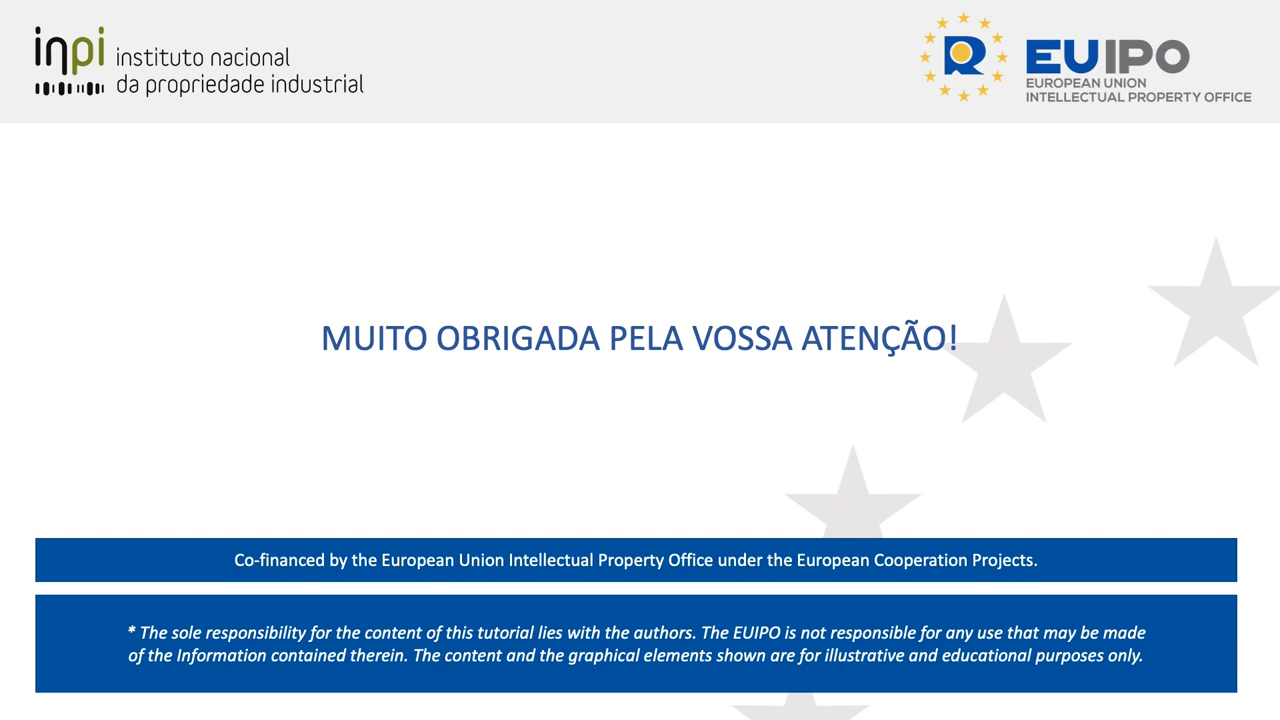 inpi
instituto nacional
da propriedade industrial
EUIPO
EUROPEAN UNION
INTELLECTUAL PROPERTY OFFICE
MUITO OBRIGADA PELA VOSSA ATENÇÃO!
Co-financed by the European Union Intellectual Property Office under the European Cooperation Projects.
* The sole responsibility for the content of this tutorial lies with the authors. The EUIPO is not responsible for any use that may be made
of the Information contained therein. The content and the graphical elements shown are for illustrative and educational purposes only.